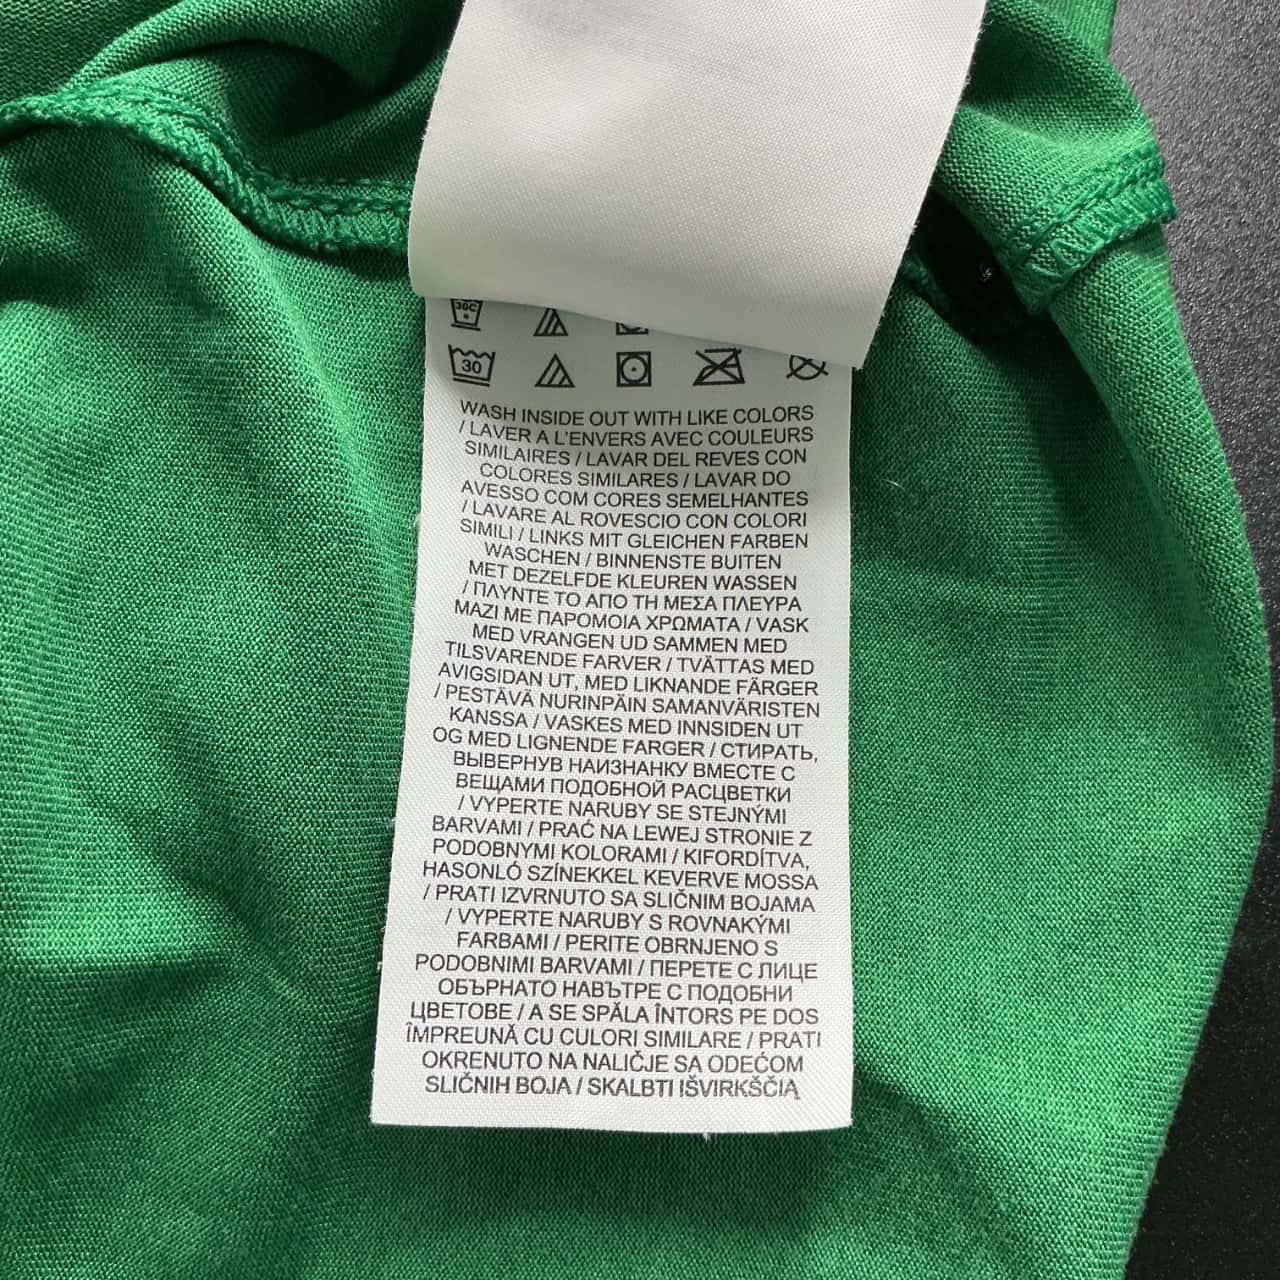 30C
30
WASH INSIDE OUT WITH LIKE COLORS
/ LAVER A L'ENVERS AVEC COULEURS
SIMILAIRES / LAVAR DEL REVES CON
COLORES SIMILARES / LAVAR DO
AVESSO COM CORES SEMELHANTES
/ LAVARE AL ROVESCIO CON COLORI
SIMILI / LINKS MIT GLEICHEN FARBEN
WASCHEN / BINNENSTE BUITEN
MET DEZELFDE KLEUREN WASSEN
/ ΠΛΥΝΤΕ ΤΟ ΑΠΟ ΤΗ ΜΕΣΑ ΠΛΕΥΡΑ
ΜΑΖΙ ΜΕ ΠΑΡΟΜΟΙΑ ΧΡΩΜΑΤΑ / VASK
MED VRANGEN UD SAMMEN MED
TILSVARENDE FARVER / TVÄTTAS MED
AVIGSIDAN UT, MED LIKNANDE FÄRGER
/ PESTÄVÄ NURINPÄIN SAMANVÄRISTEN
KANSSA / VASKES MED INNSIDEN UT
OG MED LIGNENDE FARGER / СТИРАТЬ,
ВЫВЕРНУВ НАИЗНАНКУ ВМЕСТЕ С
ВЕЩАМИ ПОДОБНОЙ РАСЦВЕТКИ
/ VYPERTE NARUBY SE STEJNÝMI
BARVAMI / PRAĆ NA LEWEJ STRONIE Z
PODOBNYMI KOLORAMI / KIFORDÍTVA,
HASONLÓ SZÍNEKKEL KEVERVE MOSSA
/ PRATI IZVRNUTO SA SLIČNIM BOJAMA
/ VYPERTE NARUBY S ROVNAKÝMI
FARBAMI / PERITE OBRNJENO S
PODOBNIMI BARVAMI / ПЕРЕТЕ С ЛИЦЕ
ОБЪРНАТО НАВЪТРЕ С ПОДОБНИ
ЦВЕТОВЕ / A SE SPĂLA ÎNTORS PE DOS
ÎMPREUNĂ CU CULORI SIMILARE / PRATI
OKRENUTO NA NALIČJE SA ODEĆOM
SLIČNIH BOJA / SKALBTI IŠVIRKŠČIĄ